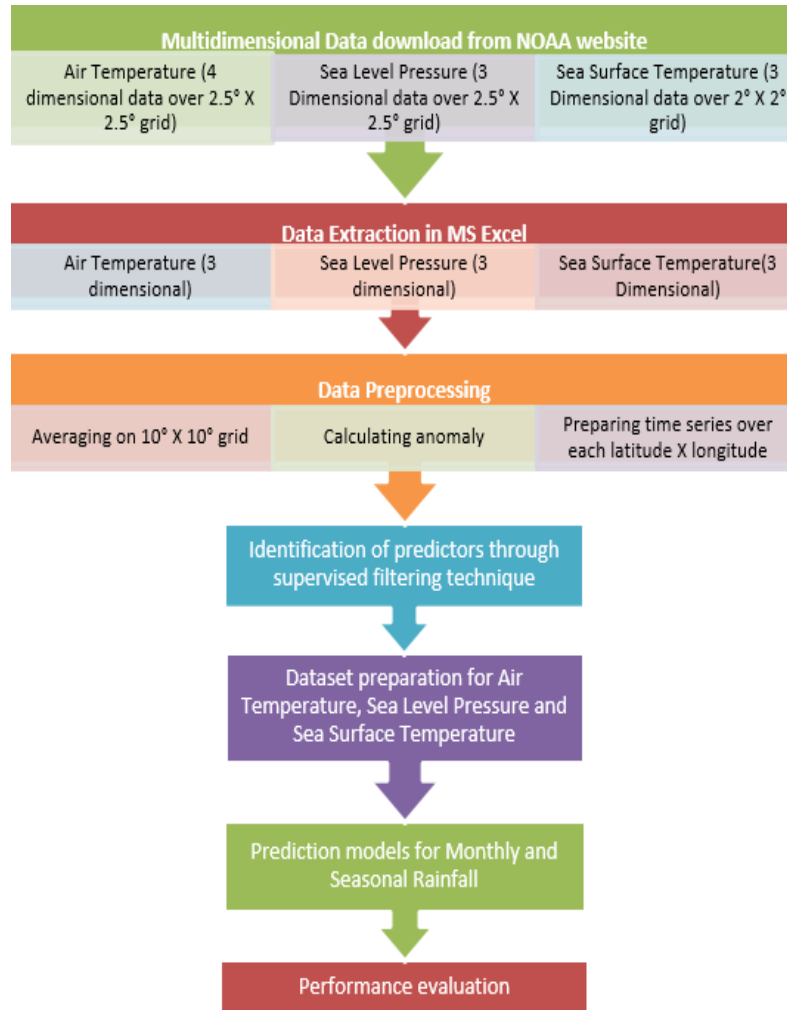 Multidimensional Data download from NOAA website
Air Temperature (4
dimensional data over 2.5° X
2.5° grid)
Sea Level Pressure (3
Dimensional data over 2.5° X
2.5° grid)
Sea Surface Temperature (3
Dimensional data over 2° X 2°
grid)
Data Extraction in MS Excel
Air Temperature (3
dimensional)
Sea Level Pressure (3
dimensional)
Sea Surface Temperature(3
Dimensional)
Data Preprocessing
Averaging on 10° X 10° grid
Calculating anomaly
Preparing time series over
each latitude X longitude
Identification of predictors through
supervised filtering technique
Dataset preparation for Air
Temperature, Sea Level Pressure and
Sea Surface Temperature
Prediction models for Monthly and
Seasonal Rainfall
Performance evaluation